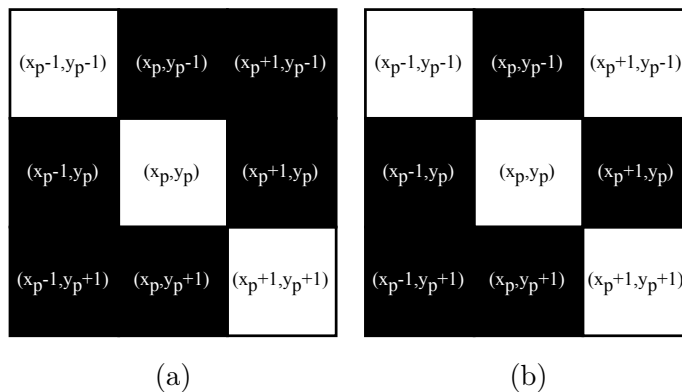 (xp-1,yp-1) (xp,yp-1) (xp+1,yp-1) (xp-1,yp-1) (xp,yp-1) (xp+1,yp-1)
(xp-1,yp) (xp,yp) (xp+1,yp) (xp-1,yp) (xp,yp) (xp+1,yp)
(xp-1,yp+1) (xp,yp+1) (xp+1,yp+1) (xp-1,yp+1) (xp,yp+1) (xp+1,yp+1)
(a) (b)